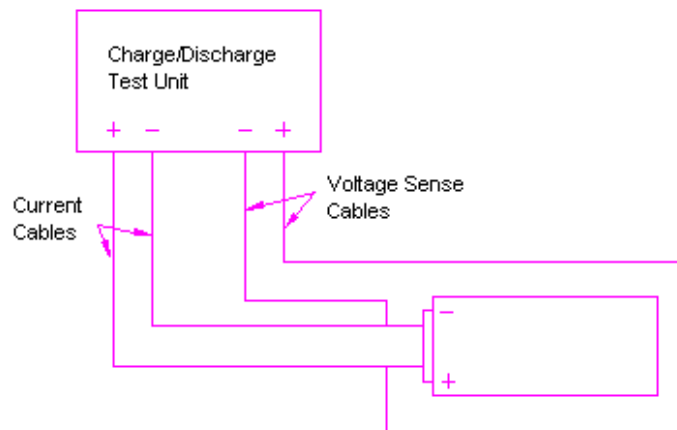 Charge/Discharge
Test Unit
+ − − +
Voltage Sense
Cables
Current
Cables
−
+